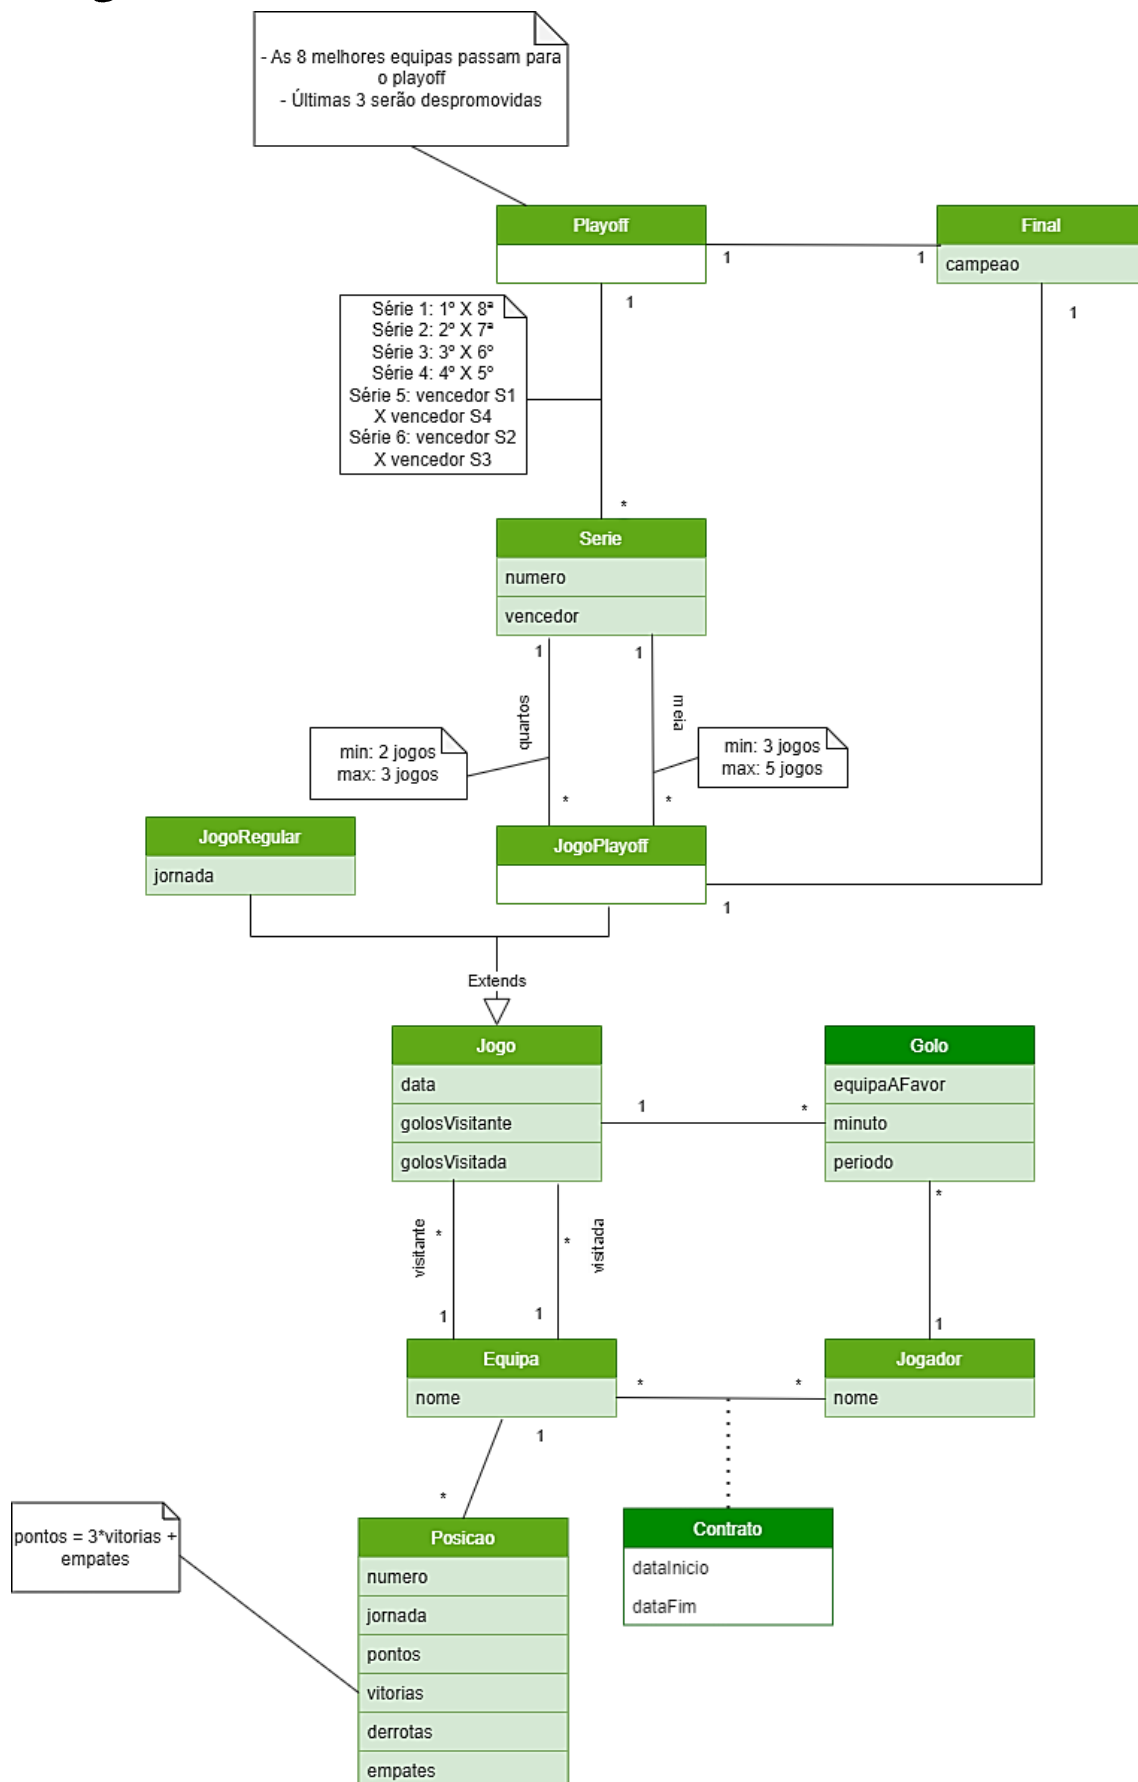 - As 8 melhores equipas passam para
o playoff
- Últimas 3 serão despromovidas
Playoff
Final
campeao
1
1
1
1
Série 1: 1º X 8ª
Série 2: 2º X 7ª
Série 3: 3º X 6º
Série 4: 4º X 5º
Série 5: vencedor S1
X vencedor S4
Série 6: vencedor S2
X vencedor S3
*
Serie
numero
vencedor
1
1
quartos
meia
min: 2 jogos
max: 3 jogos
min: 3 jogos
max: 5 jogos
*
*
JogoRegular
jornada
JogoPlayoff
1
Extends
Jogo
data
golosVisitante
golosVisitada
Golo
equipaAFavor
minuto
periodo
1
*
visitante
*
*
visitada
*
1
1
1
Equipa
nome
*
*
Jogador
nome
1
*
Contrato
dataInicio
dataFim
pontos = 3*vitorias +
empates
Posicao
numero
jornada
pontos
vitorias
derrotas
empates